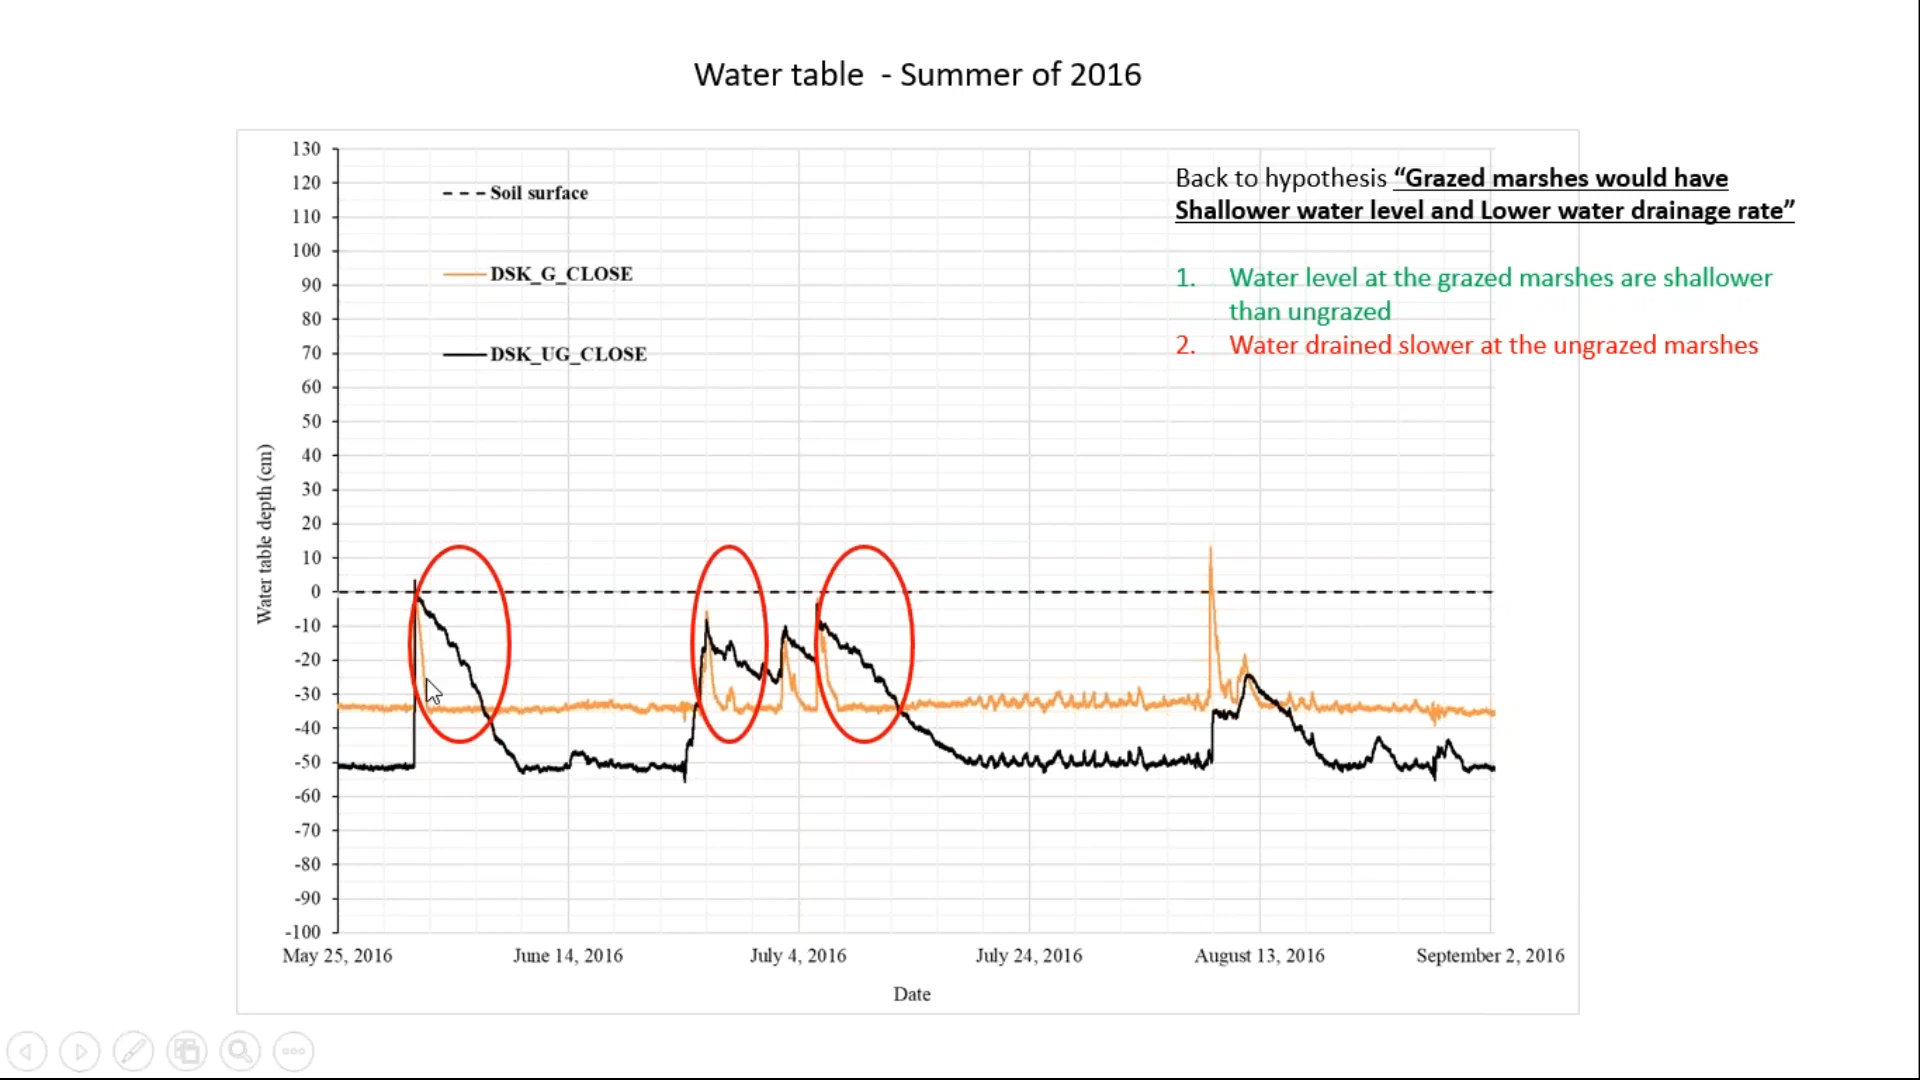 Water table - Summer of 2016
Back to hypothesis “Grazed marshes would have
Shallower water level and Lower water drainage rate”
1. Water level at the grazed marshes are shallower
than ungrazed
2. Water drained slower at the ungrazed marshes
Soil surface
DSK_G_CLOSE
DSK_UG_CLOSE
Water table depth (cm)
130
120
110
100
90
80
70
60
50
40
30
20
10
0
-10
-20
-30
-40
-50
-60
-70
-80
-90
-100
May 25, 2016 June 14, 2016 July 4, 2016 July 24, 2016 August 13, 2016 September 2, 2016
Date